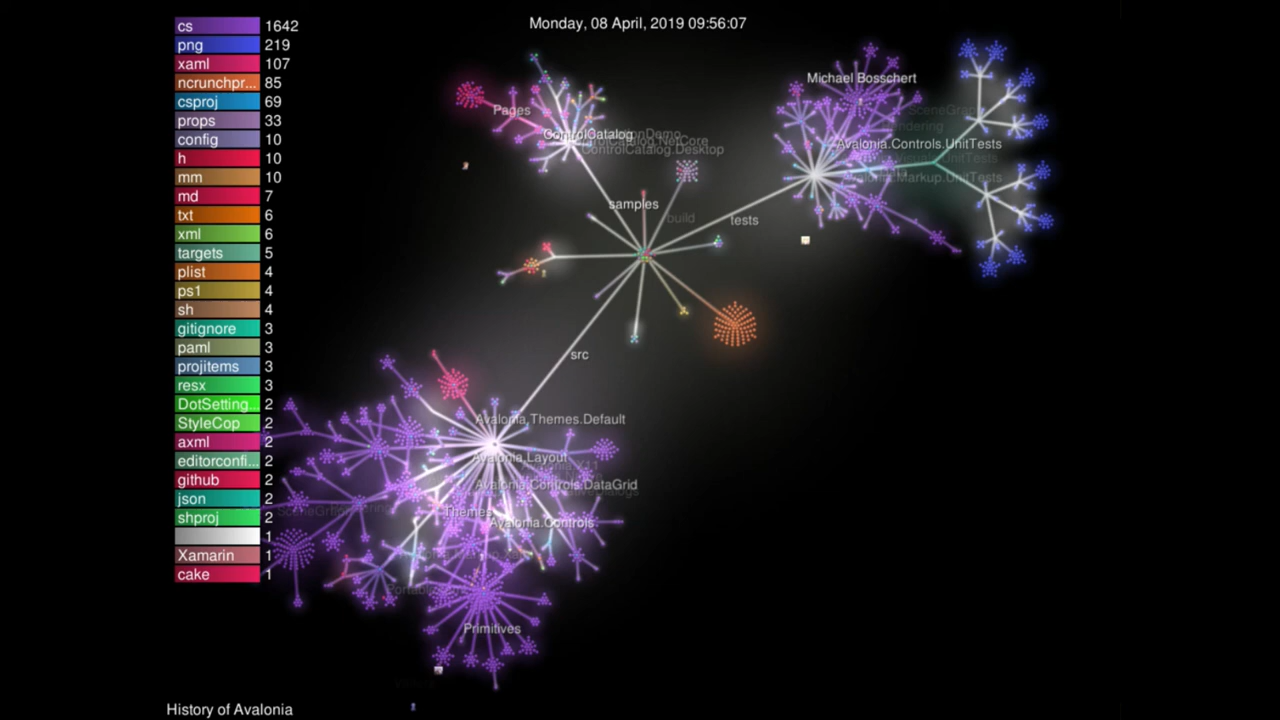 Monday, 08 April, 2019 09:56:07
cs 1642
png 219
xaml 107
ncrunchpr... 85
csproj 69
props 33
config 10
h 10
mm 10
md 7
txt 6
xml 6
targets 5
plist 4
ps1 4
sh 4
gitignore 3
paml 3
projitems 3
resx 3
DotSetting... 2
StyleCop 2
axml 2
editorconfi... 2
github 2
json 2
shproj 2
1
Xamarin 1
cake 1
Michael Bosschert
Pages
ControlCatalog
ControlCatalog.Desktop
Avalonia.Controls.UnitTests
Avalonia.Markup.UnitTests
samples
build
tests
src
Avalonia.Themes.Default
Avalonia.Layout
Avalonia.Controls.DataGrid
Themes
Avalonia.Controls
Primitives
History of Avalonia